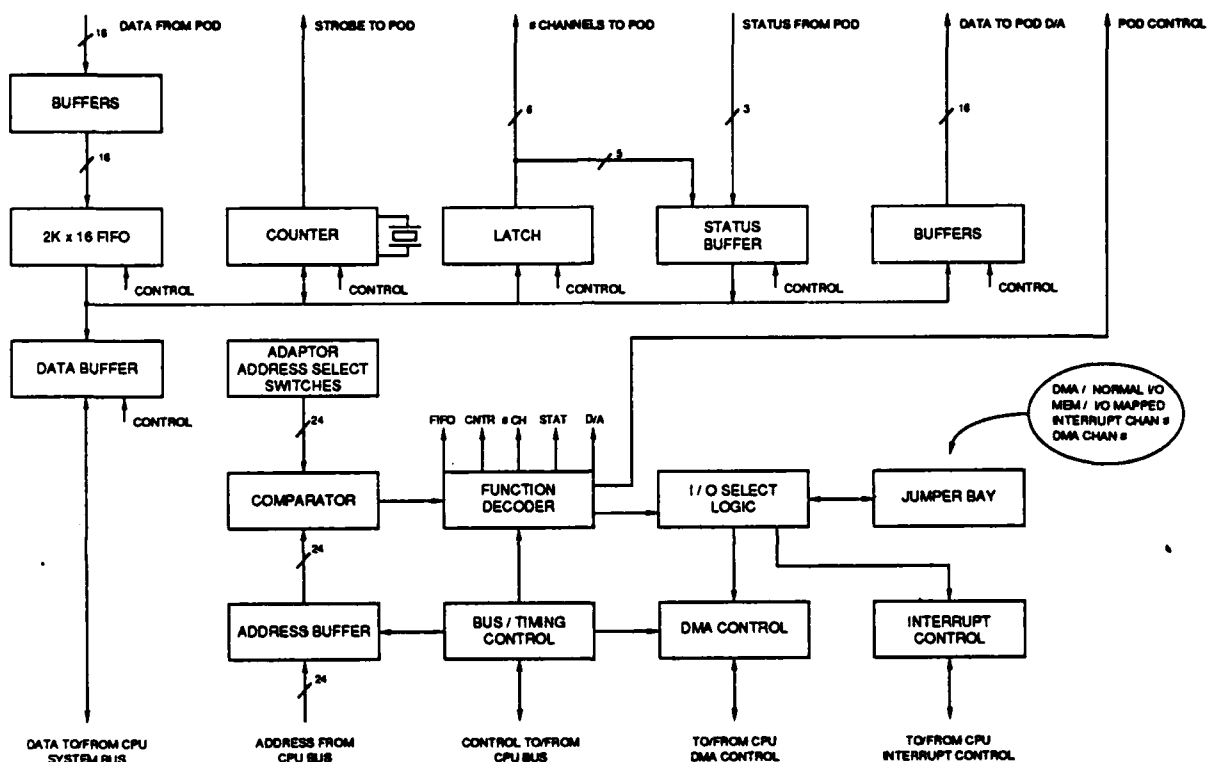 DATA FROM POD
STROBE TO POD
# CHANNELS TO POD
STATUS FROM POD
DATA TO POD D/A
POD CONTROL
16
BUFFERS
6
3
16
16
5
2K x 16 FIFO
COUNTER
LATCH
STATUS
BUFFER
BUFFERS
CONTROL
CONTROL
CONTROL
CONTROL
CONTROL
DATA BUFFER
CONTROL
ADAPTOR
ADDRESS SELECT
SWITCHES
DMA / NORMAL I/O
MEM / I/O MAPPED
INTERRUPT CHAN #
DMA CHAN #
24
FIFO
CNTR
# CH
STAT
D/A
COMPARATOR
FUNCTION
DECODER
I / O SELECT
LOGIC
JUMPER BAY
24
ADDRESS BUFFER
BUS / TIMING
CONTROL
DMA CONTROL
INTERRUPT
CONTROL
24
DATA TO/FROM CPU
SYSTEM BUS
ADDRESS FROM
CPU BUS
CONTROL TO/FROM
CPU BUS
TO/FROM CPU
DMA CONTROL
TO/FROM CPU
INTERRUPT CONTROL